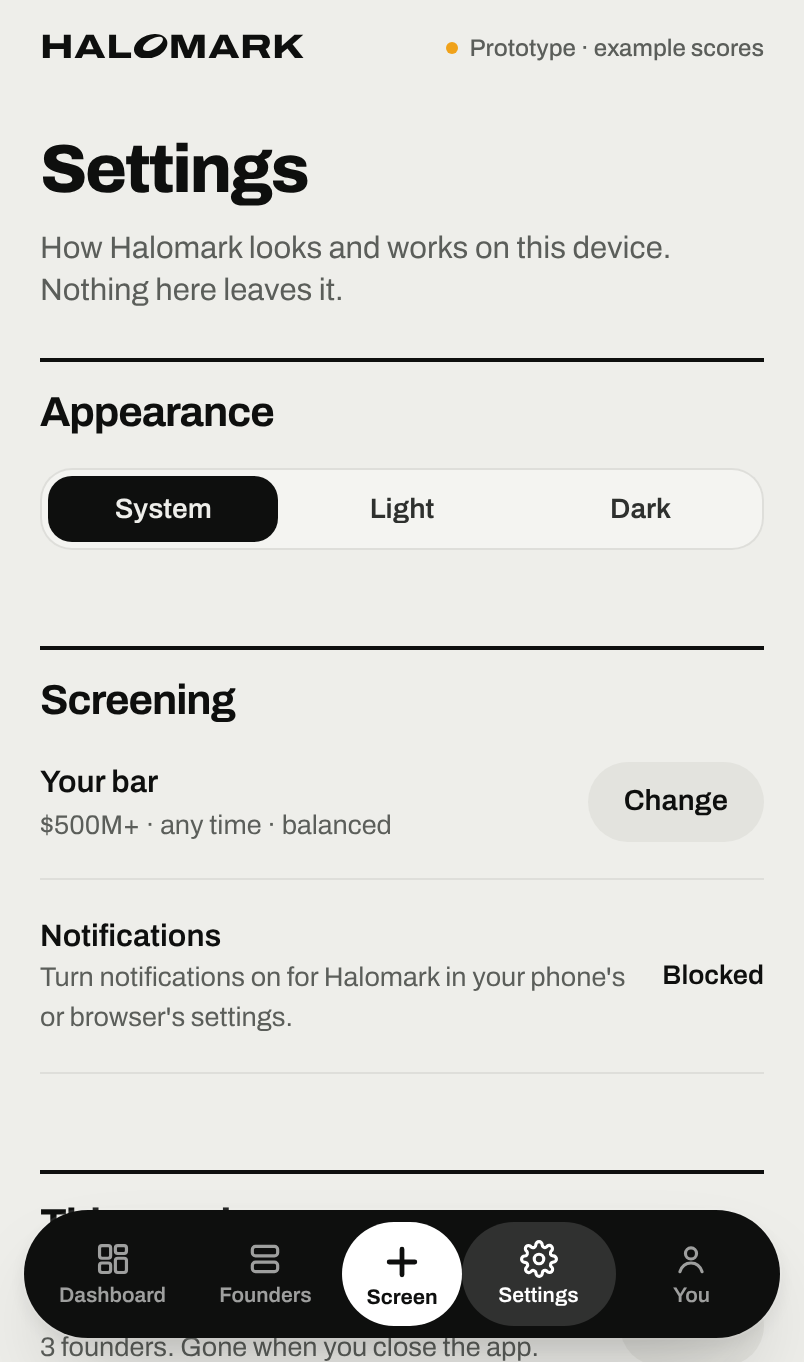 HALOMARK
Prototype · example scores
Settings
How Halomark looks and works on this device.
Nothing here leaves it.
Appearance
System
Light
Dark
Screening
Your bar
$500M+ · any time · balanced
Change
Notifications
Turn notifications on for Halomark in your phone's
or browser's settings.
Blocked
Dashboard
Founders
Screen
Settings
You
3 founders. Gone when you close the app.